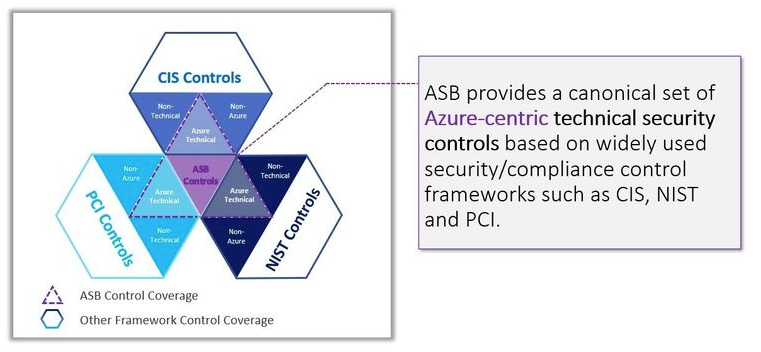 CIS Controls
Non-
Technical
Non-
Azure
Azure
Technical
Non-
Azure
ASB
Controls
Non-
Technical
Azure
Technical
Azure
Technical
PCI Controls
NIST Controls
Non-
Technical
Non-
Azure
ASB Control Coverage
Other Framework Control Coverage
ASB provides a canonical set of
Azure-centric technical security
controls based on widely used
security/compliance control
frameworks such as CIS, NIST
and PCI.